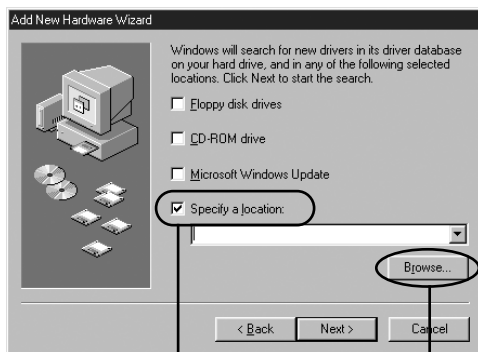 Add New Hardware Wizard
Windows will search for new drivers in its driver database
on your hard drive, and in any of the following selected
locations. Click Next to start the search.
Floppy disk drives
CD-ROM drive
Microsoft Windows Update
Specify a location:
Browse...
< Back
Next >
Cancel